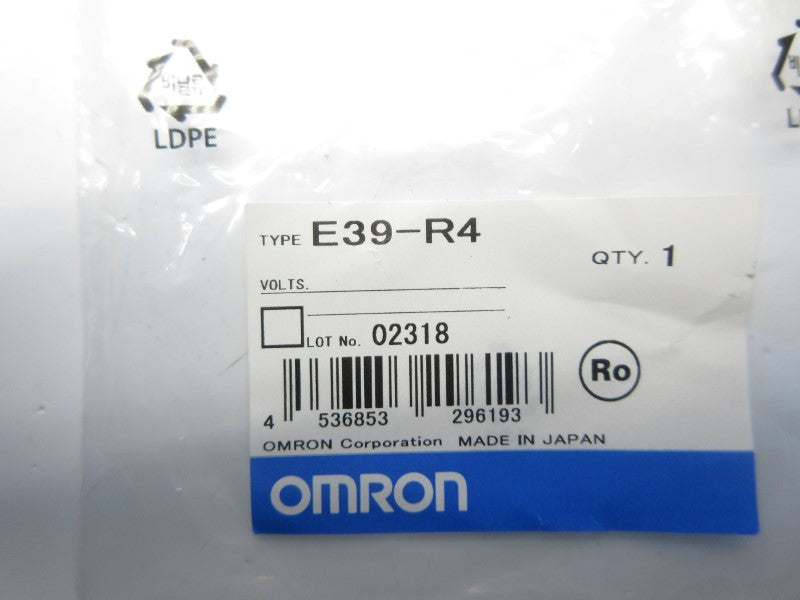 LDPE
TYPE E39-R4
QTY. 1
VOLTS.
LOT No. 02318
Ro
4 536853 296193
OMRON Corporation MADE IN JAPAN
OMRON